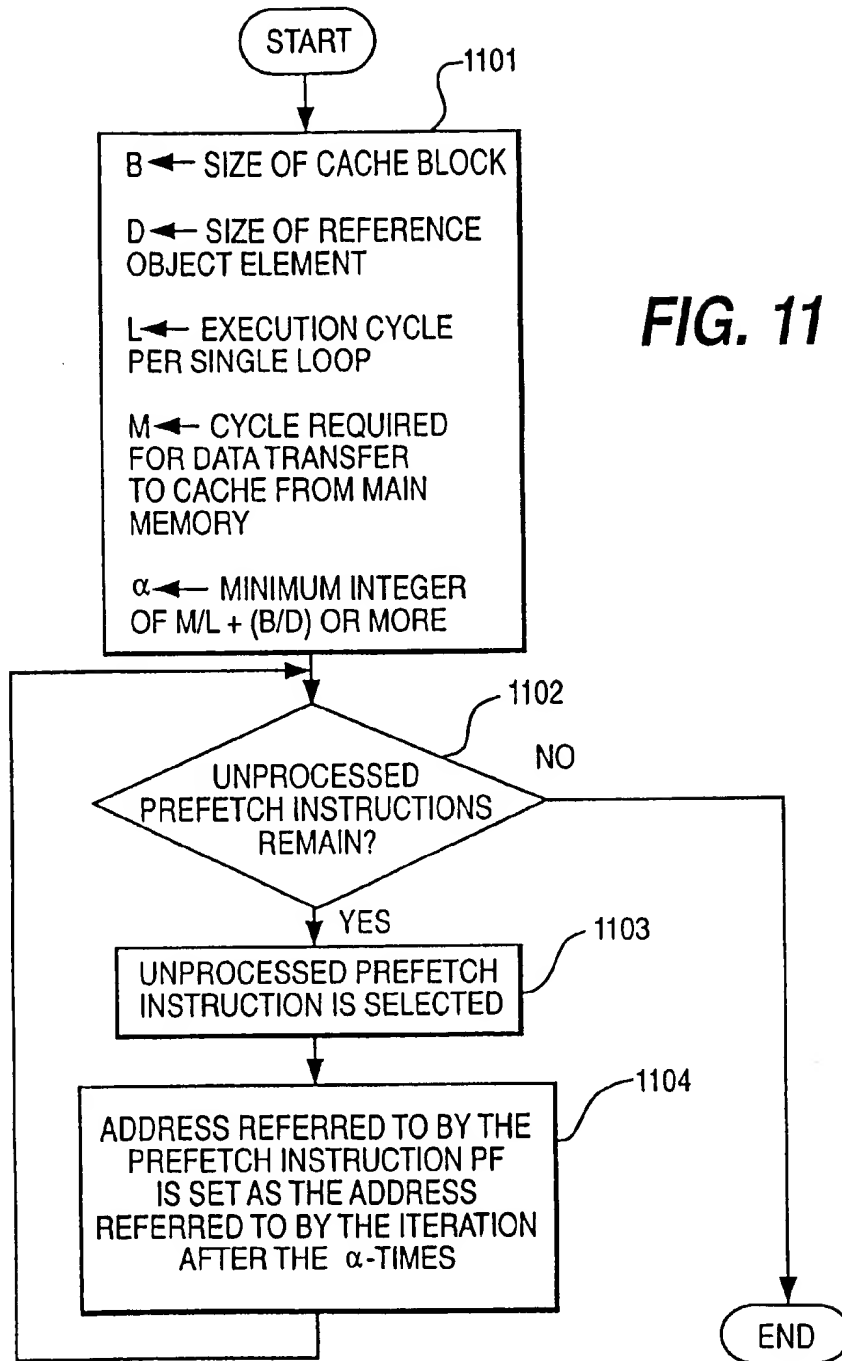 START
1101
B ← SIZE OF CACHE BLOCK
D ← SIZE OF REFERENCE
OBJECT ELEMENT
L ← EXECUTION CYCLE
PER SINGLE LOOP
M ← CYCLE REQUIRED
FOR DATA TRANSFER
TO CACHE FROM MAIN
MEMORY
α ← MINIMUM INTEGER
OF M/L + (B/D) OR MORE
FIG. 11
1102
UNPROCESSED
PREFETCH INSTRUCTIONS
REMAIN?
NO
YES
1103
UNPROCESSED PREFETCH
INSTRUCTION IS SELECTED
1104
ADDRESS REFERRED TO BY THE
PREFETCH INSTRUCTION PF
IS SET AS THE ADDRESS
REFERRED TO BY THE ITERATION
AFTER THE α-TIMES
END